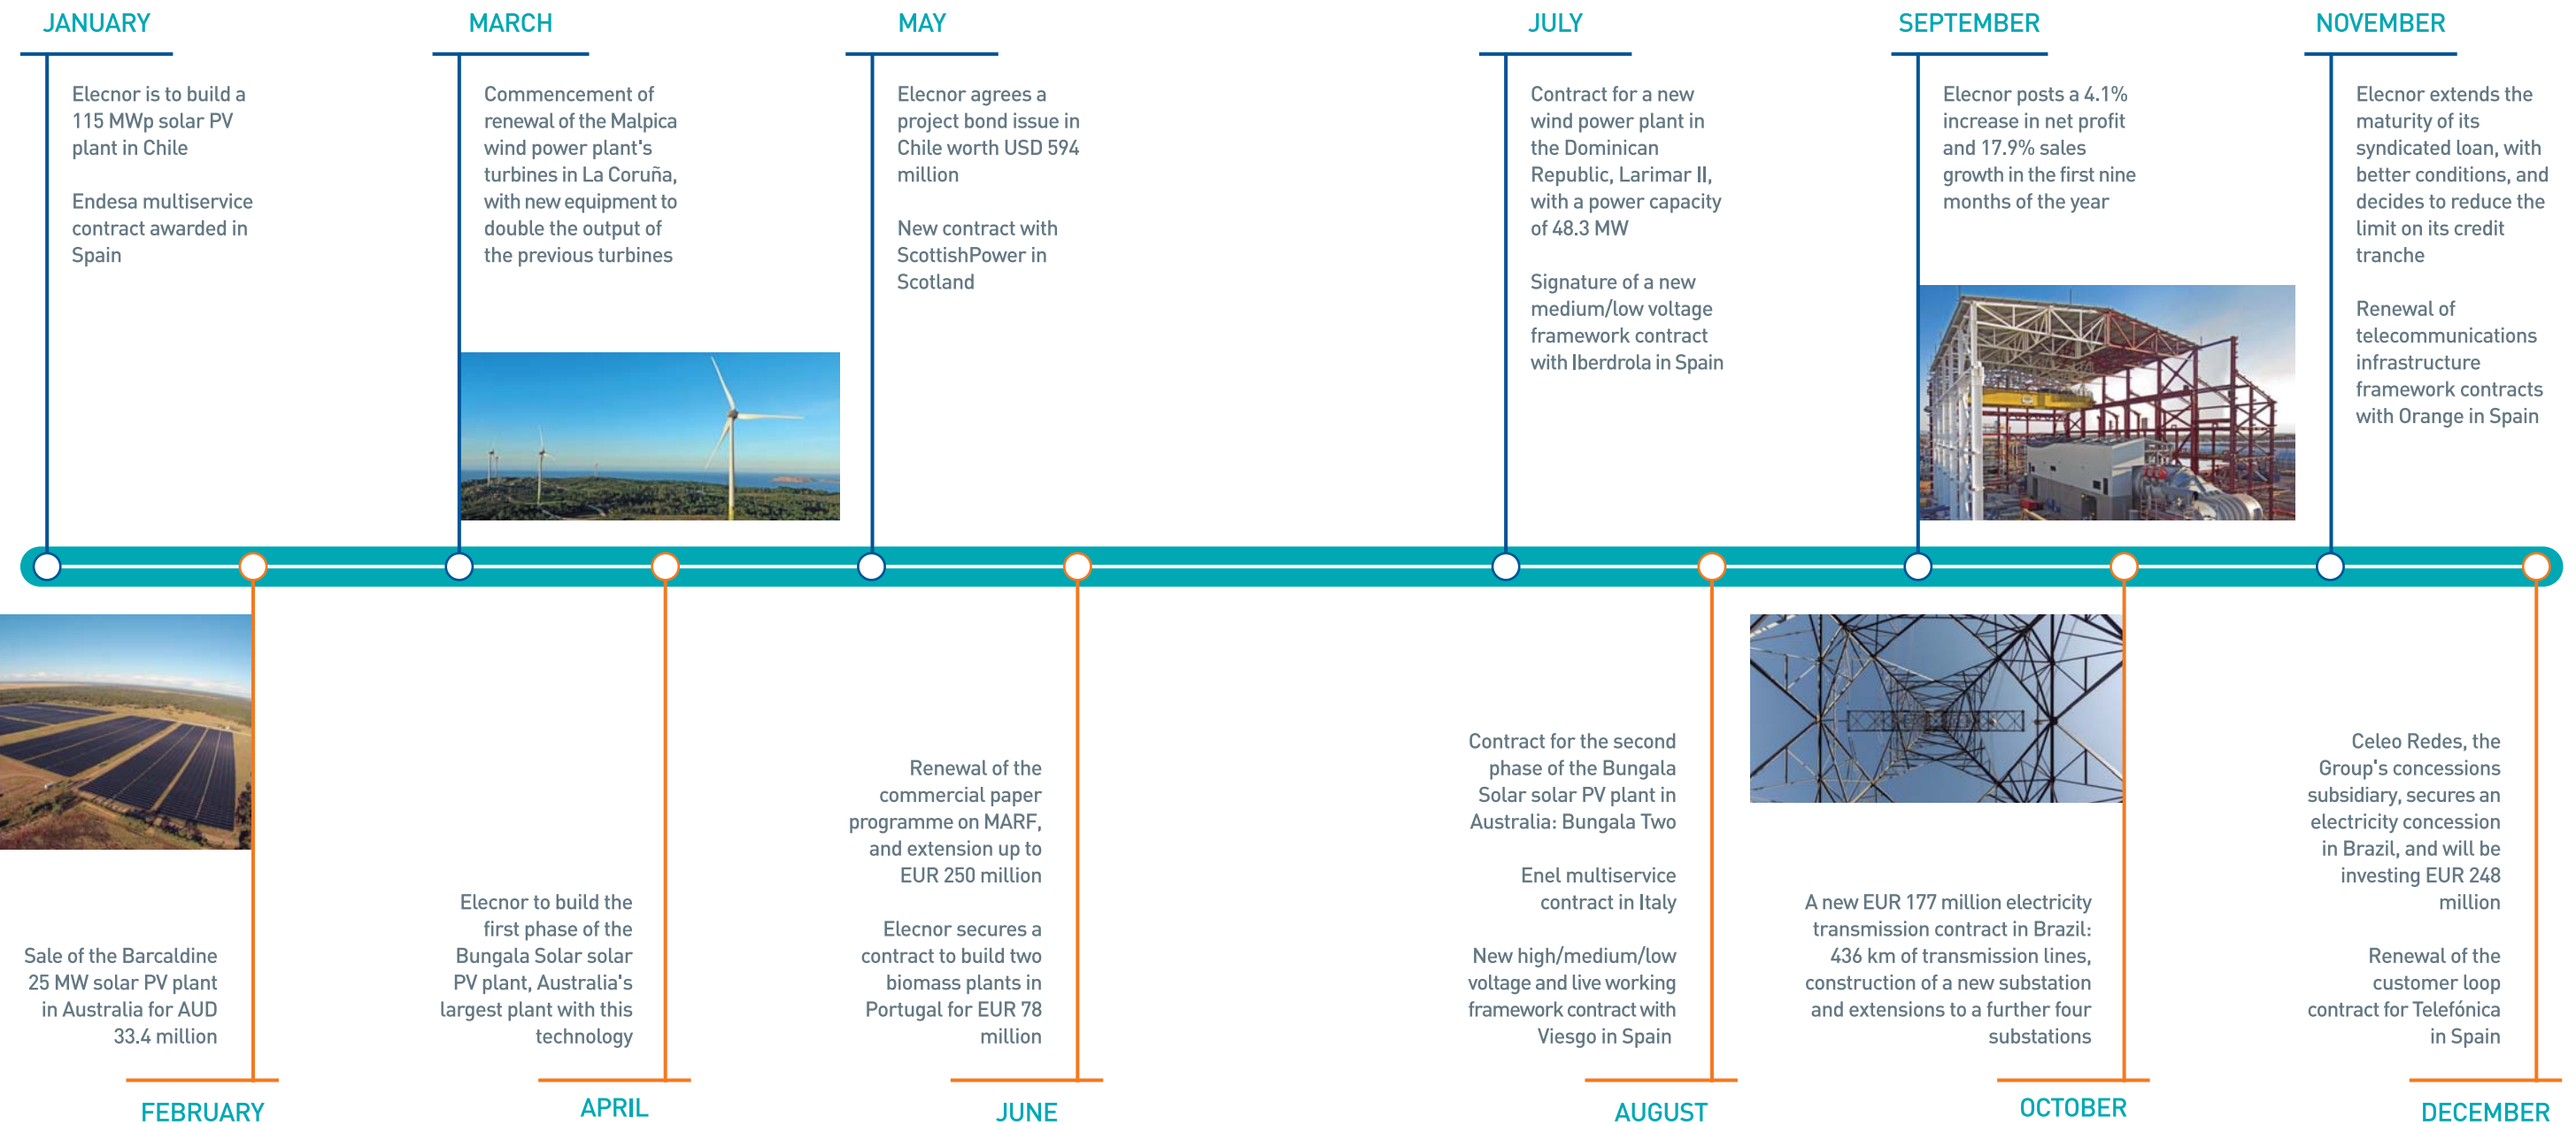 JANUARY
Elecnor is to build a
115 MWp solar PV
plant in Chile
Endesa multiservice
contract awarded in
Spain
FEBRUARY
Sale of the Barcaldine
25 MW solar PV plant
in Australia for AUD
33.4 million
MARCH
Commencement of
renewal of the Malpica
wind power plant's
turbines in La Coruña,
with new equipment to
double the output of
the previous turbines
APRIL
Elecnor to build the
first phase of the
Bungala Solar solar
PV plant, Australia's
largest plant with this
technology
MAY
Elecnor agrees a
project bond issue in
Chile worth USD 594
million
New contract with
ScottishPower in
Scotland
JUNE
Renewal of the
commercial paper
programme on MARF,
and extension up to
EUR 250 million
Elecnor secures a
contract to build two
biomass plants in
Portugal for EUR 78
million
JULY
Contract for a new
wind power plant in
the Dominican
Republic, Larimar II,
with a power capacity
of 48.3 MW
Signature of a new
medium/low voltage
framework contract
with Iberdrola in Spain
AUGUST
Contract for the second
phase of the Bungala
Solar solar PV plant in
Australia: Bungala Two
Enel multiservice
contract in Italy
New high/medium/low
voltage and live working
framework contract with
Viesgo in Spain
SEPTEMBER
Elecnor posts a 4.1%
increase in net profit
and 17.9% sales
growth in the first nine
months of the year
OCTOBER
A new EUR 177 million electricity
transmission contract in Brazil:
436 km of transmission lines,
construction of a new substation
and extensions to a further four
substations
NOVEMBER
Elecnor extends the
maturity of its
syndicated loan, with
better conditions, and
decides to reduce the
limit on its credit
tranche
Renewal of
telecommunications
infrastructure
framework contracts
with Orange in Spain
DECEMBER
Celeo Redes, the
Group's concessions
subsidiary, secures an
electricity concession
in Brazil, and will be
investing EUR 248
million
Renewal of the
customer loop
contract for Telefónica
in Spain